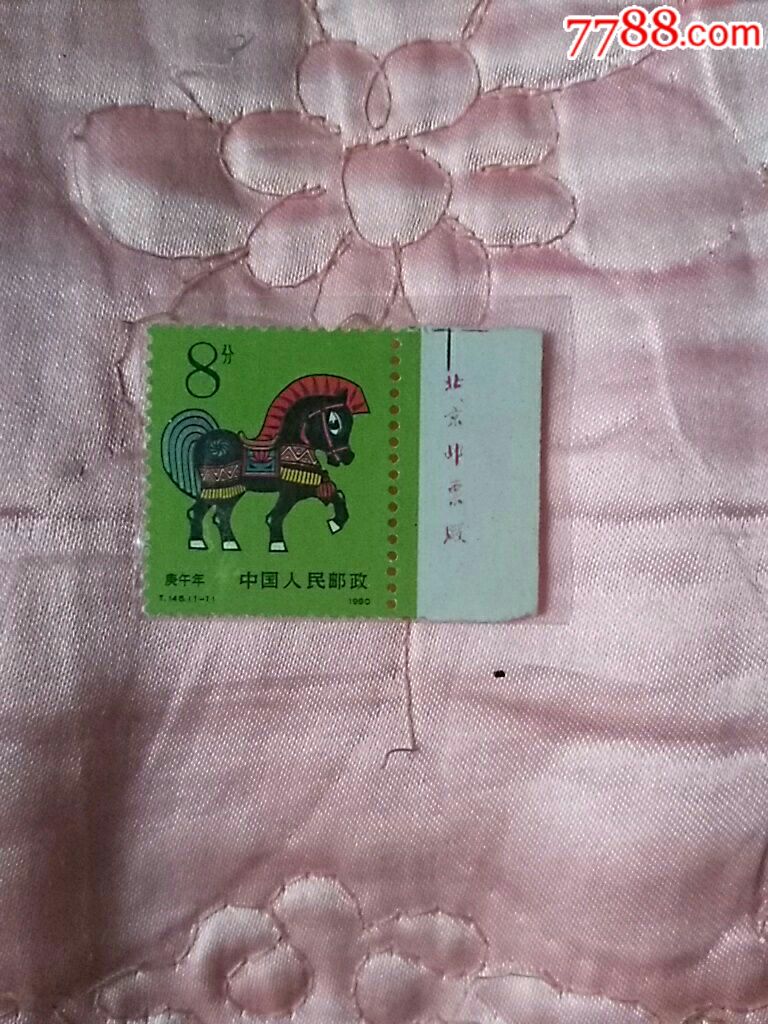 7788.com
8分
北京邮票厂
庚午年 中国人民邮政
T.146.(1-1) 1990